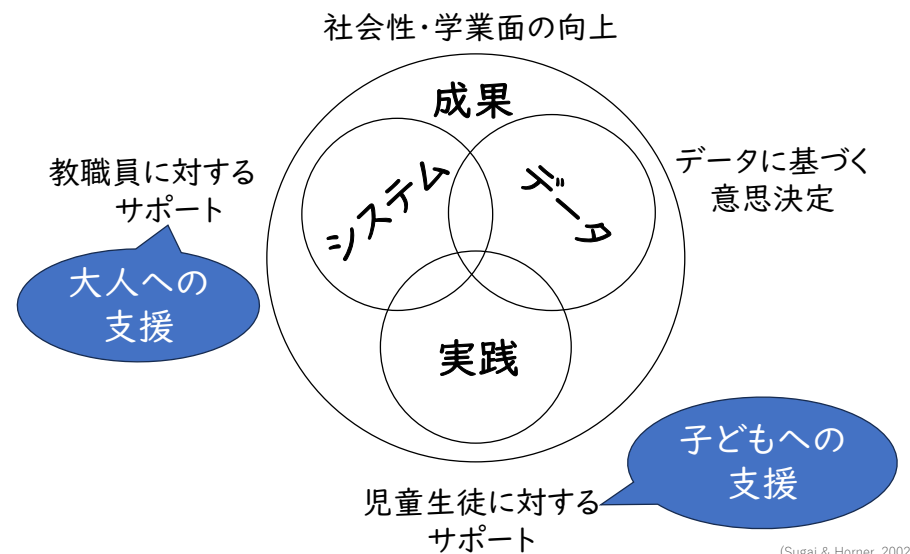 社会性・学業面の向上
成果
システム
データ
教職員に対する
サポート
データに基づく
意思決定
大人への
支援
実践
子どもへの
支援
児童生徒に対する
サポート
(Sugai & Horner, 2002